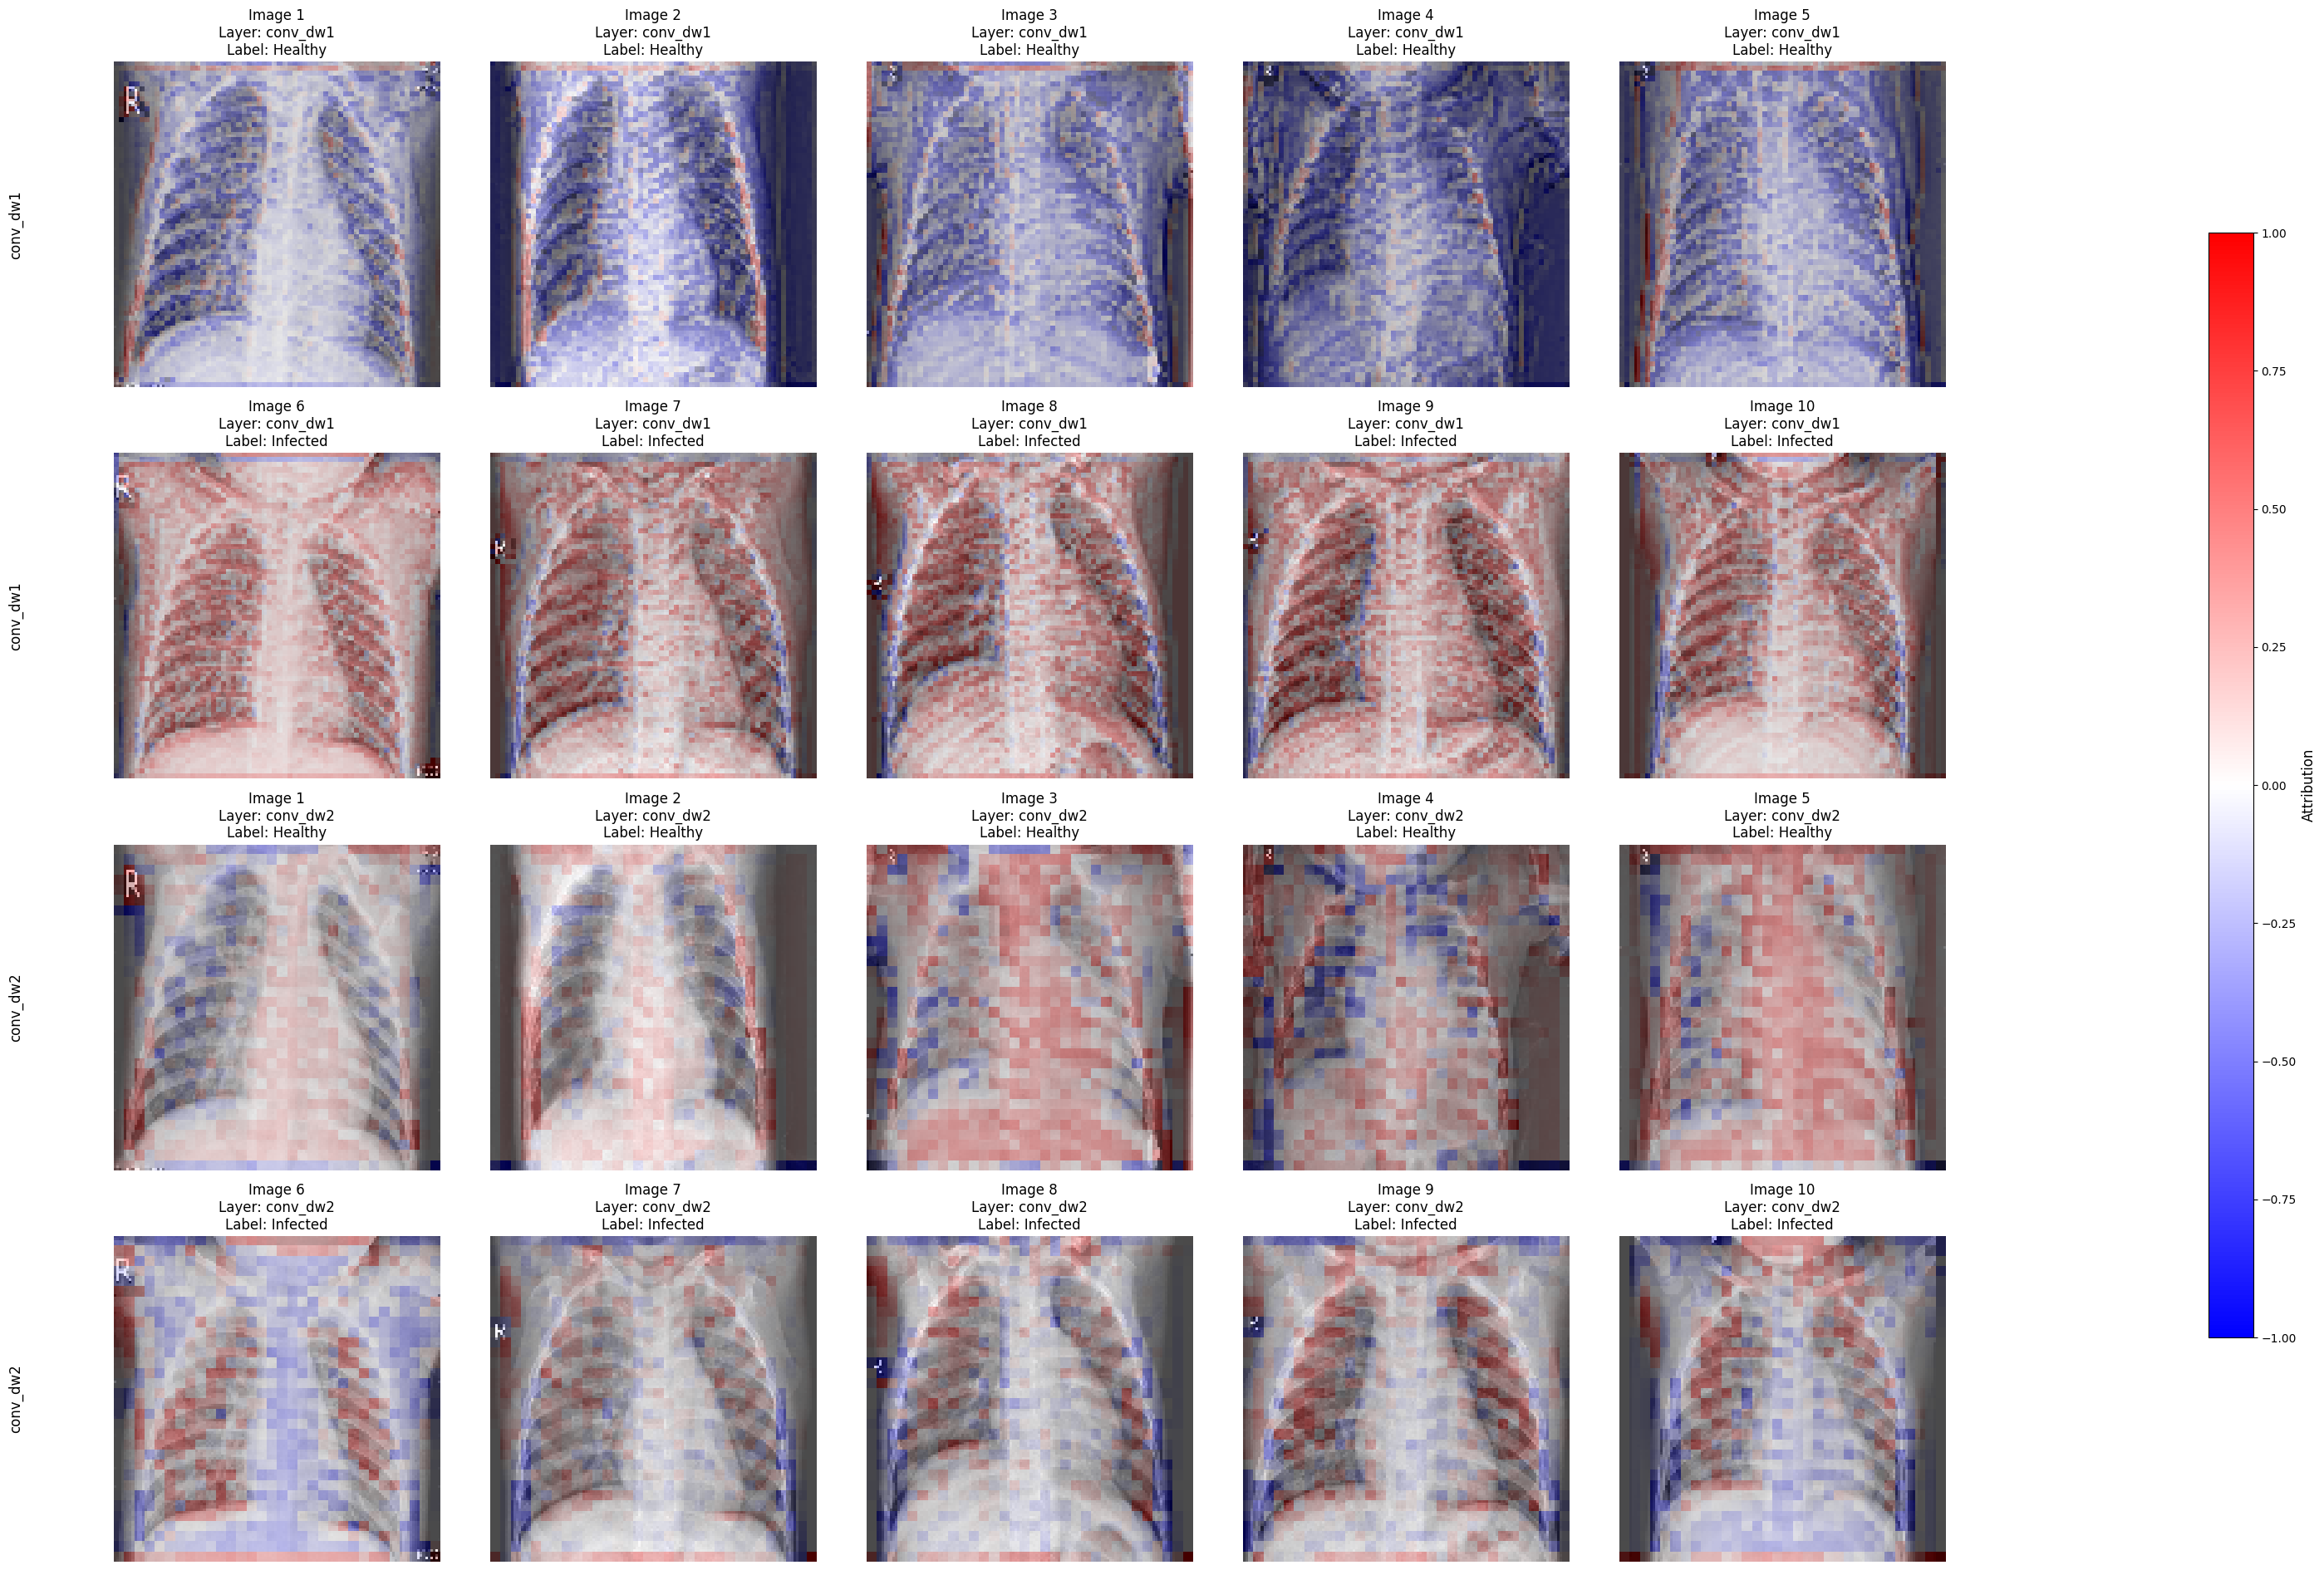 Image 1
Layer: conv_dw1
Label: Healthy
Image 2
Layer: conv_dw1
Label: Healthy
Image 3
Layer: conv_dw1
Label: Healthy
Image 4
Layer: conv_dw1
Label: Healthy
Image 5
Layer: conv_dw1
Label: Healthy
conv_dw1
R
Image 6
Layer: conv_dw1
Label: Infected
Image 7
Layer: conv_dw1
Label: Infected
Image 8
Layer: conv_dw1
Label: Infected
Image 9
Layer: conv_dw1
Label: Infected
Image 10
Layer: conv_dw1
Label: Infected
conv_dw1
R
Image 1
Layer: conv_dw2
Label: Healthy
Image 2
Layer: conv_dw2
Label: Healthy
Image 3
Layer: conv_dw2
Label: Healthy
Image 4
Layer: conv_dw2
Label: Healthy
Image 5
Layer: conv_dw2
Label: Healthy
conv_dw2
R
Image 6
Layer: conv_dw2
Label: Infected
Image 7
Layer: conv_dw2
Label: Infected
Image 8
Layer: conv_dw2
Label: Infected
Image 9
Layer: conv_dw2
Label: Infected
Image 10
Layer: conv_dw2
Label: Infected
conv_dw2
R
1.00
0.75
0.50
0.25
0.00
−0.25
−0.50
−0.75
−1.00
Attribution